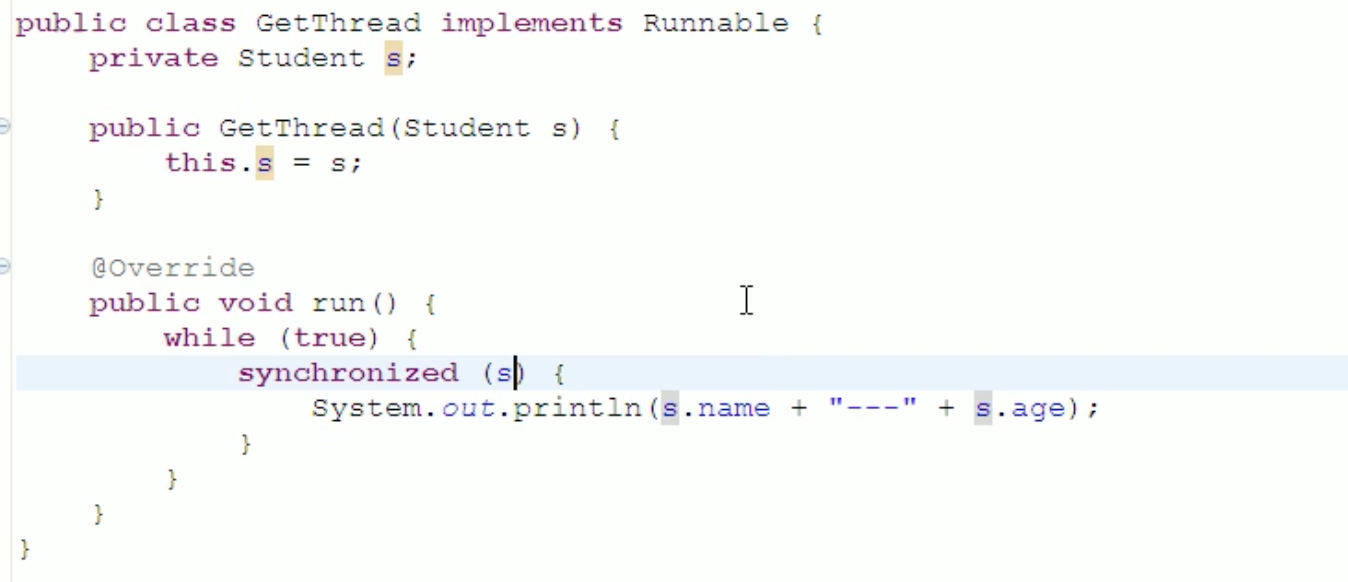 public class GetThread implements Runnable {
    private Student s;

    public GetThread(Student s) {
        this.s = s;
    }

    @Override
    public void run() {
        while (true) {
            synchronized (s) {
                System.out.println(s.name + "---" + s.age);
            }
        }
    }
}